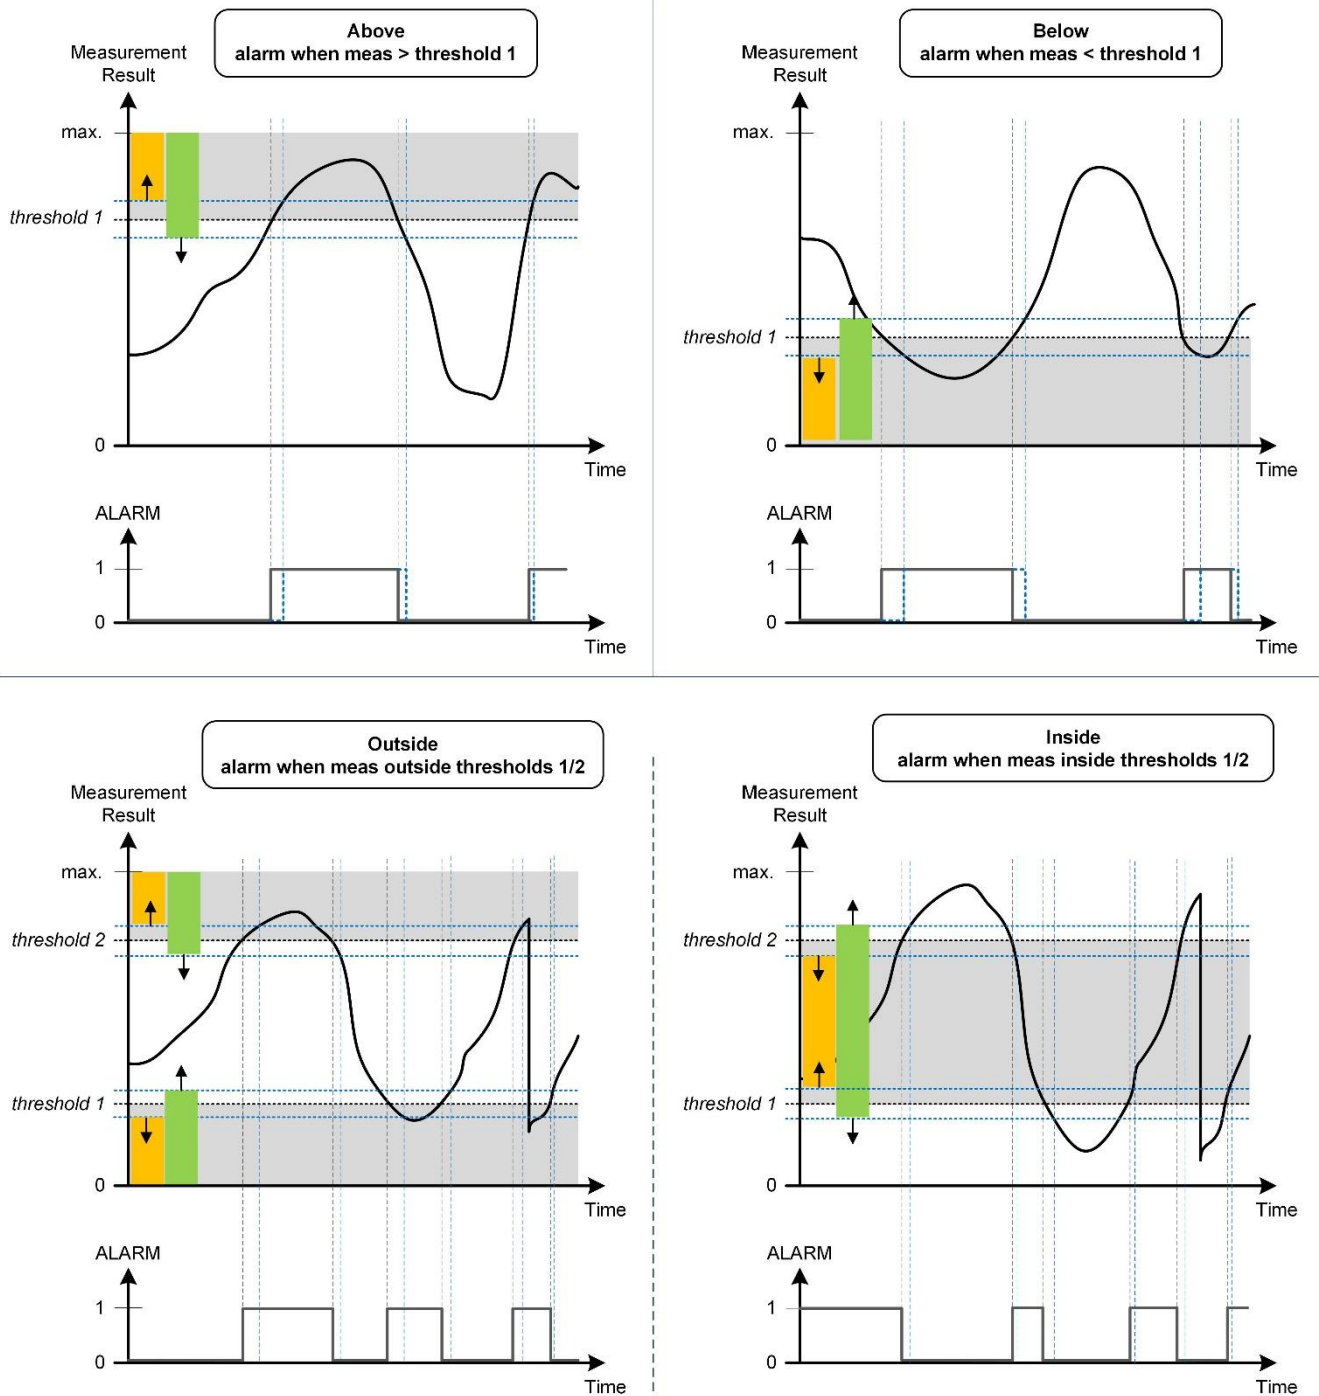 Above
alarm when meas > threshold 1
Measurement
Result
max.
threshold 1
0
Time
ALARM
1
0
Time
Below
alarm when meas < threshold 1
Measurement
Result
max.
threshold 1
0
Time
ALARM
1
0
Time
Outside
alarm when meas outside thresholds 1/2
Measurement
Result
max.
threshold 2
threshold 1
0
Time
ALARM
1
0
Time
Inside
alarm when meas inside thresholds 1/2
Measurement
Result
max.
threshold 2
threshold 1
0
Time
ALARM
1
0
Time